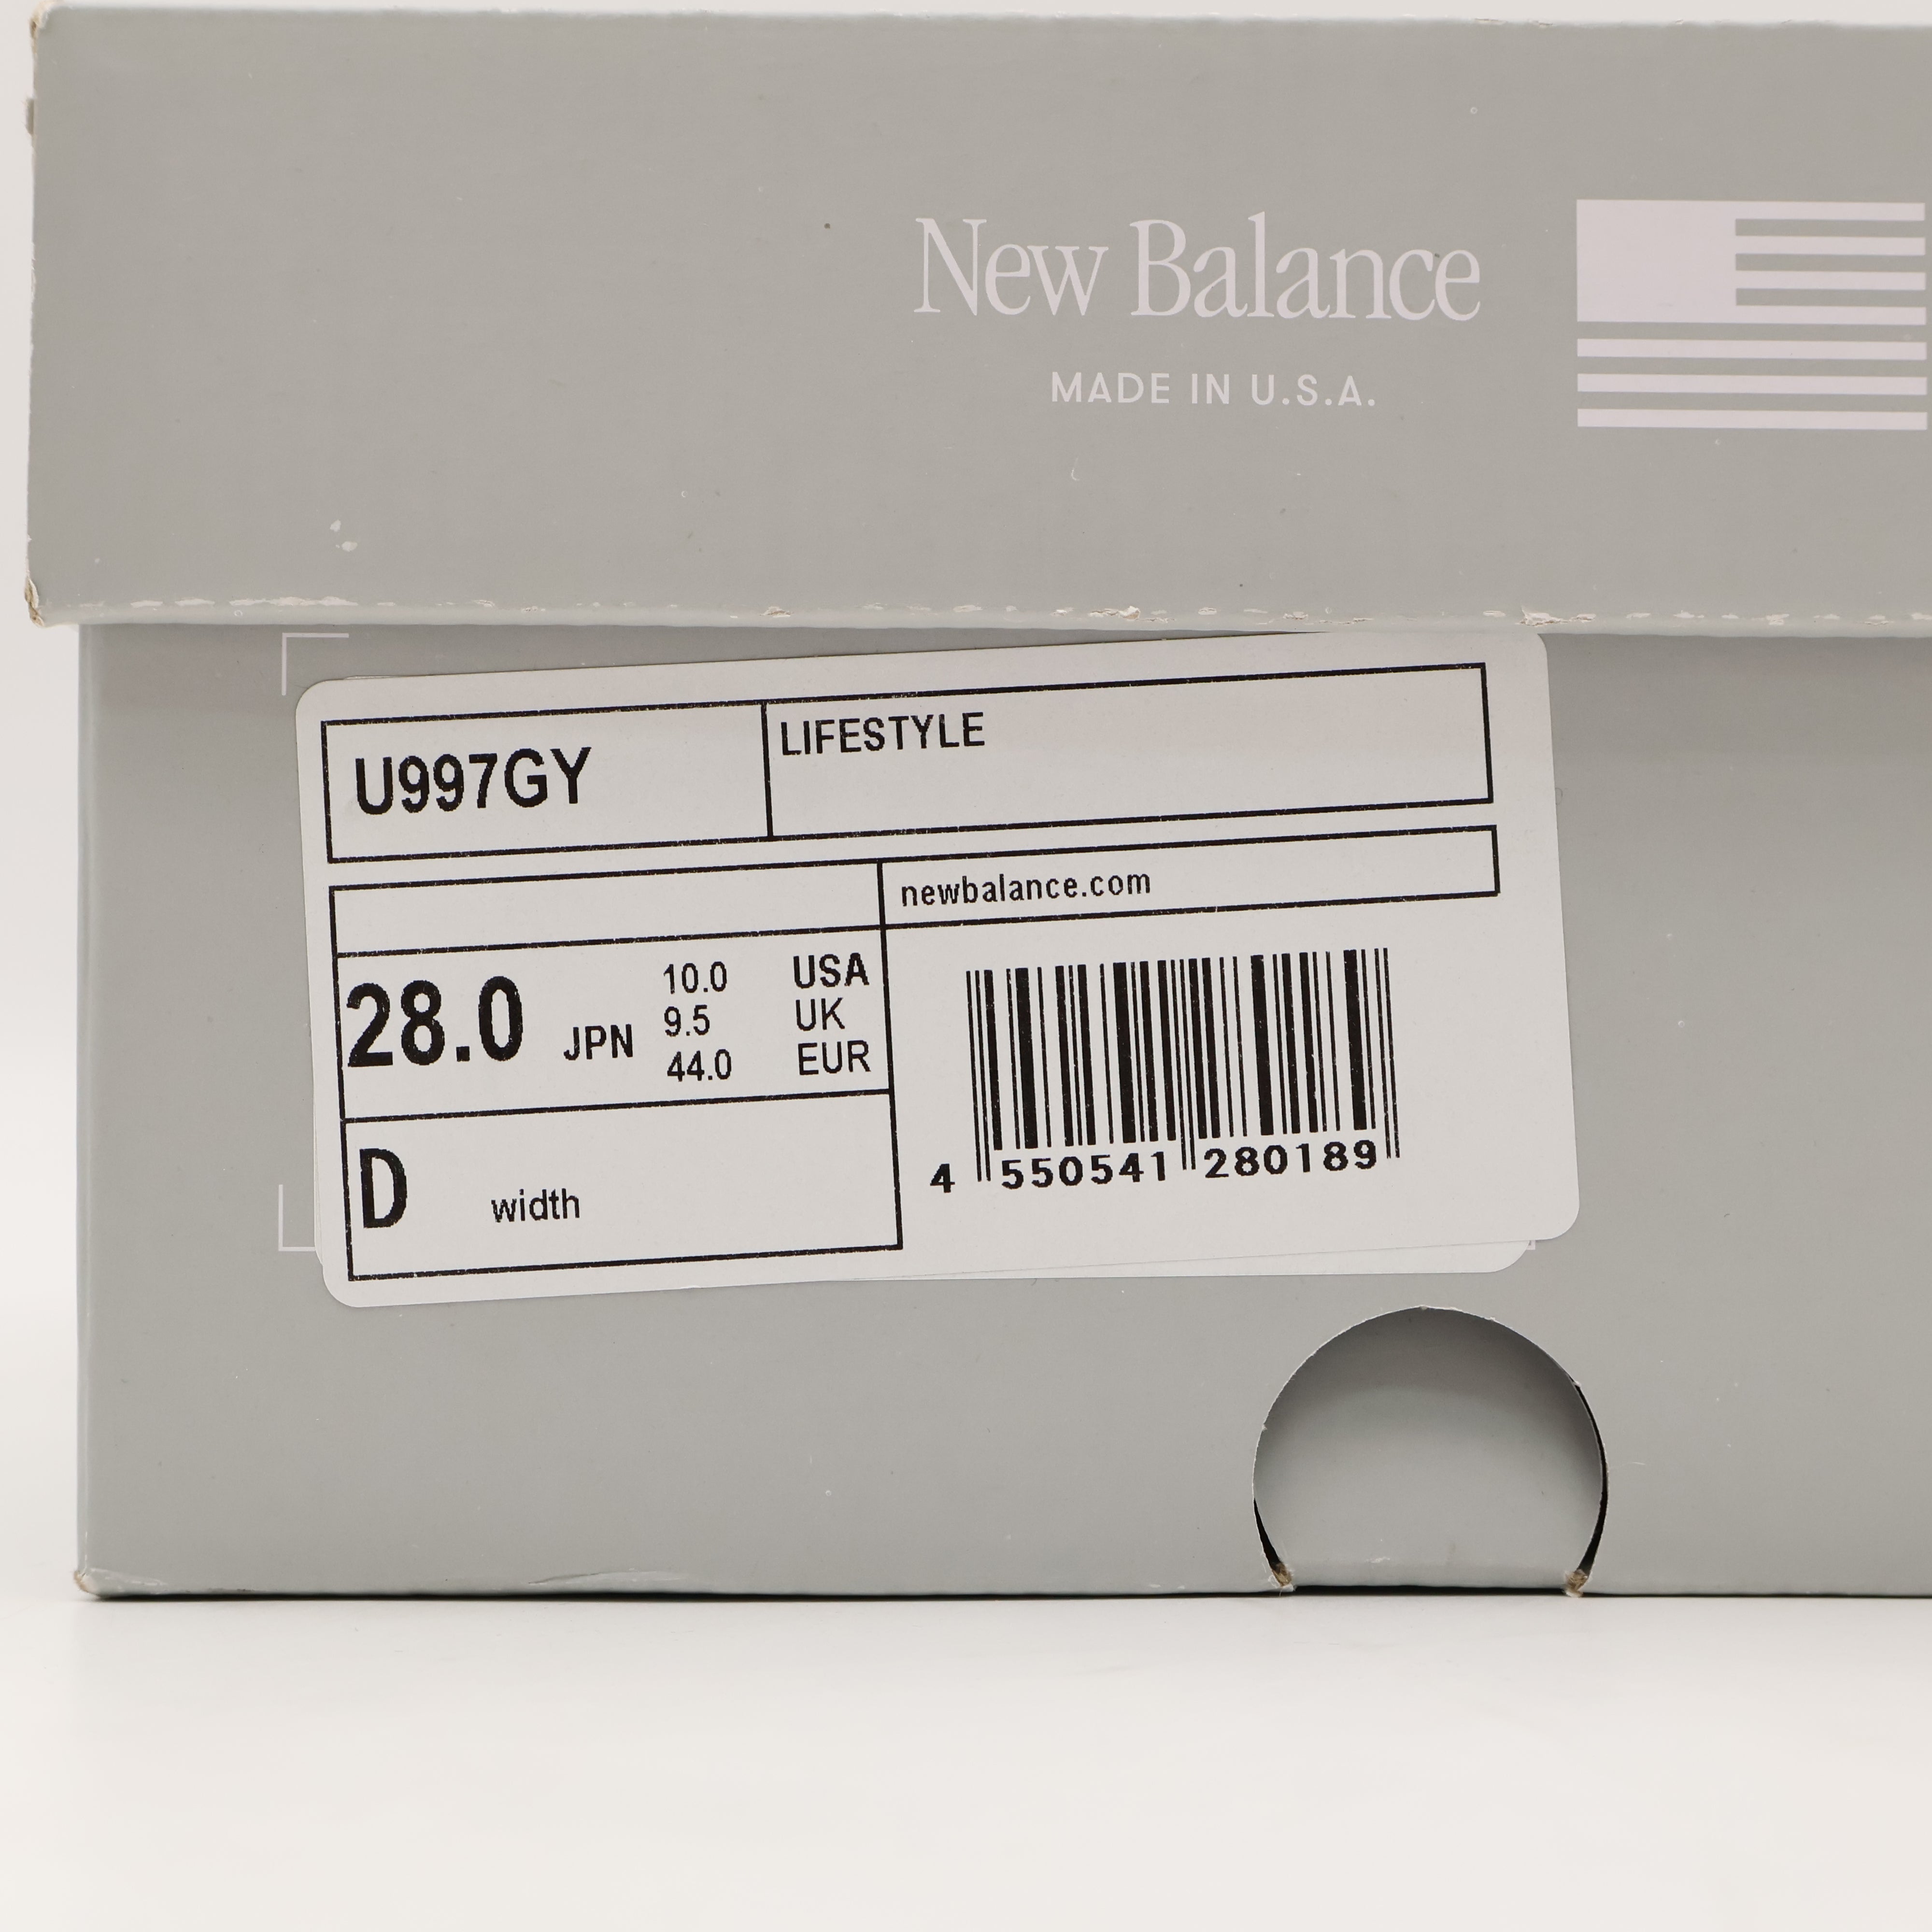 New Balance
MADE IN U.S.A.
U997GY
LIFESTYLE
newbalance.com
28.0 JPN
10.0 USA
9.5 UK
44.0 EUR
D width
4 550541 280189